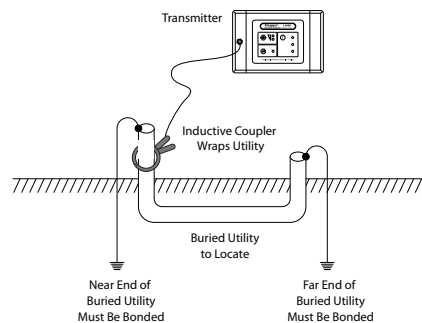 Transmitter
Megger
Inductive Coupler
Wraps Utility
Buried Utility
to Locate
Near End of
Buried Utility
Must Be Bonded
Far End of
Buried Utility
Must Be Bonded